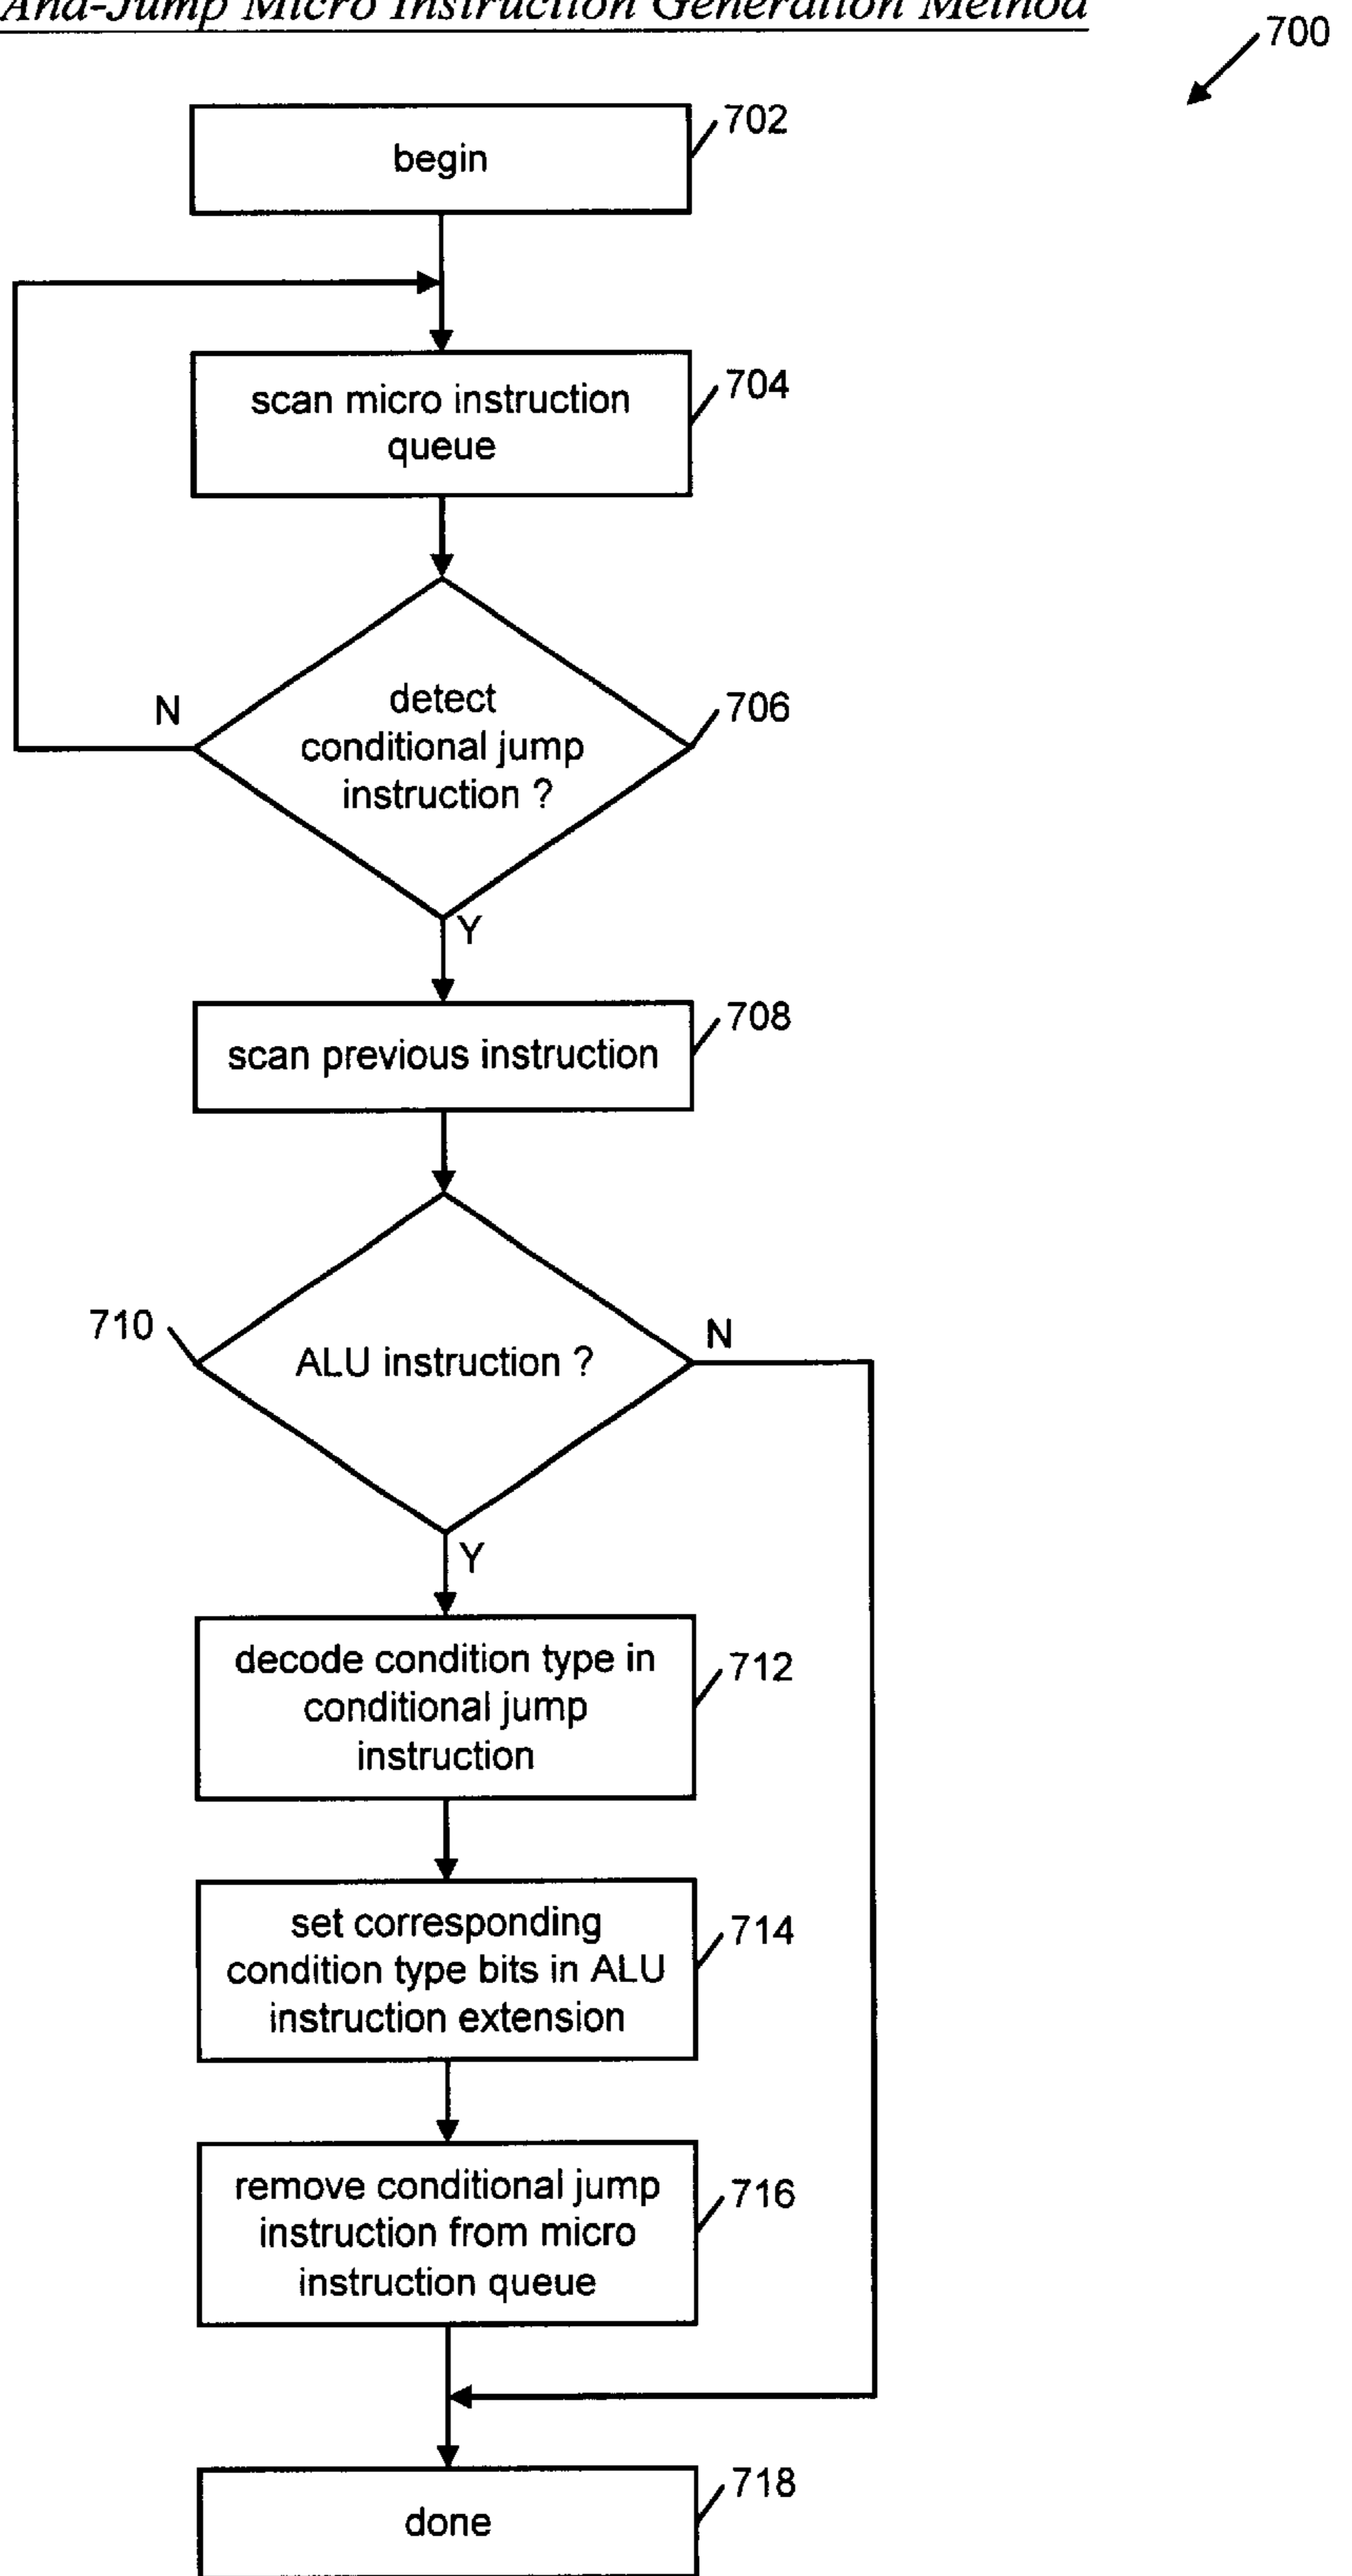 And-Jump Micro Instruction Generation Method
700
begin
702
scan micro instruction
queue
704
detect
conditional jump
instruction ?
706
N
Y
scan previous instruction
708
710
ALU instruction ?
N
Y
decode condition type in
conditional jump
instruction
712
set corresponding
condition type bits in ALU
instruction extension
714
remove conditional jump
instruction from micro
instruction queue
716
done
718